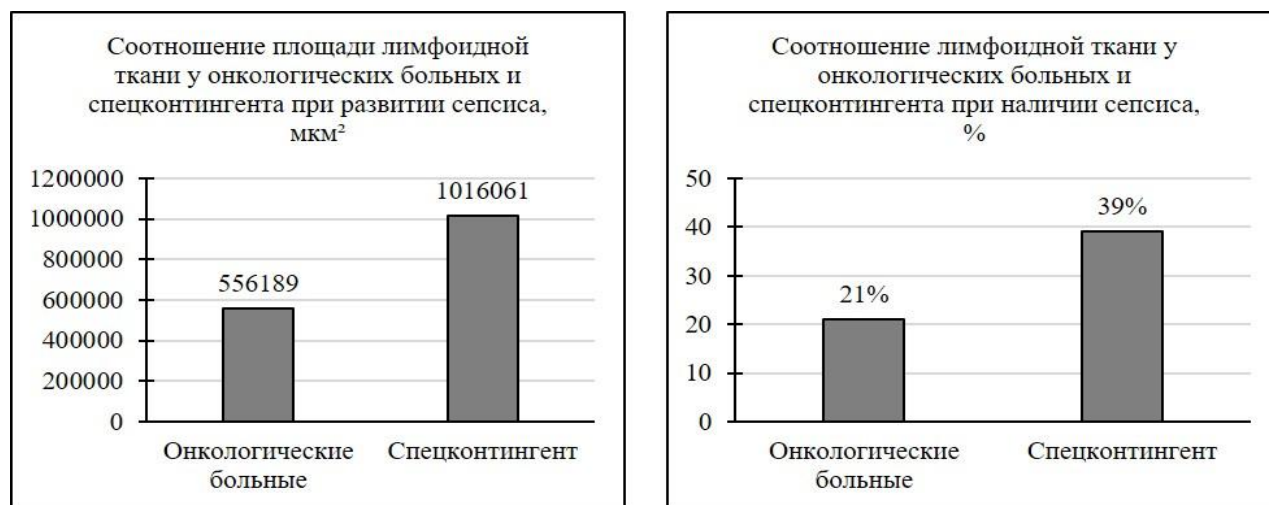 Соотношение площади лимфоидной
ткани у онкологических больных и
спецконтингента при развитии сепсиса,
мкм²
1200000
1000000
800000
600000
400000
200000
0
556189
1016061
Онкологические
больные
Спецконтингент
Соотношение лимфоидной ткани у
онкологических больных и
спецконтингента при наличии сепсиса,
%
50
40
30
20
10
0
21%
39%
Онкологические
больные
Спецконтингент